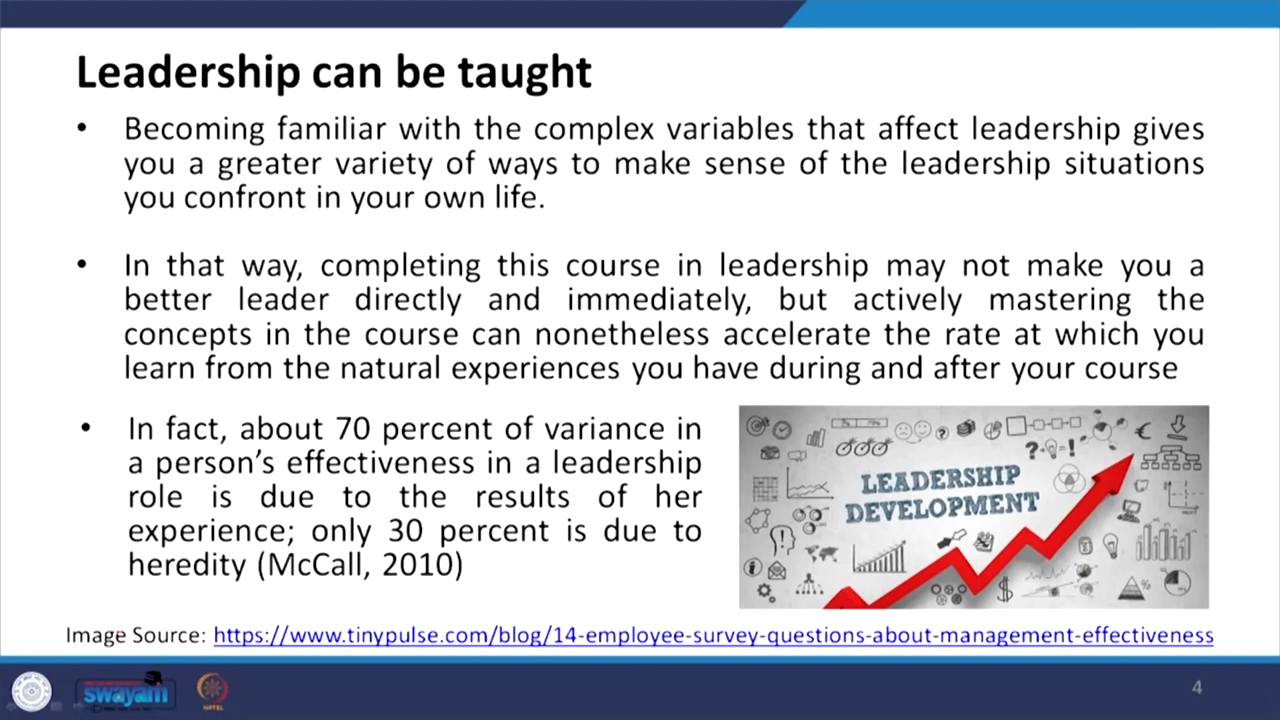 Leadership can be taught
• Becoming familiar with the complex variables that affect leadership gives
you a greater variety of ways to make sense of the leadership situations
you confront in your own life.
• In that way, completing this course in leadership may not make you a
better leader directly and immediately, but actively mastering the
concepts in the course can nonetheless accelerate the rate at which you
learn from the natural experiences you have during and after your course
• In fact, about 70 percent of variance in
a person's effectiveness in a leadership
role is due to the results of her
experience; only 30 percent is due to
heredity (McCall, 2010)
LEADERSHIP
DEVELOPMENT
Image Source: https://www.tinypulse.com/blog/14-employee-survey-questions-about-management-effectiveness
swayam
NPTEL
4